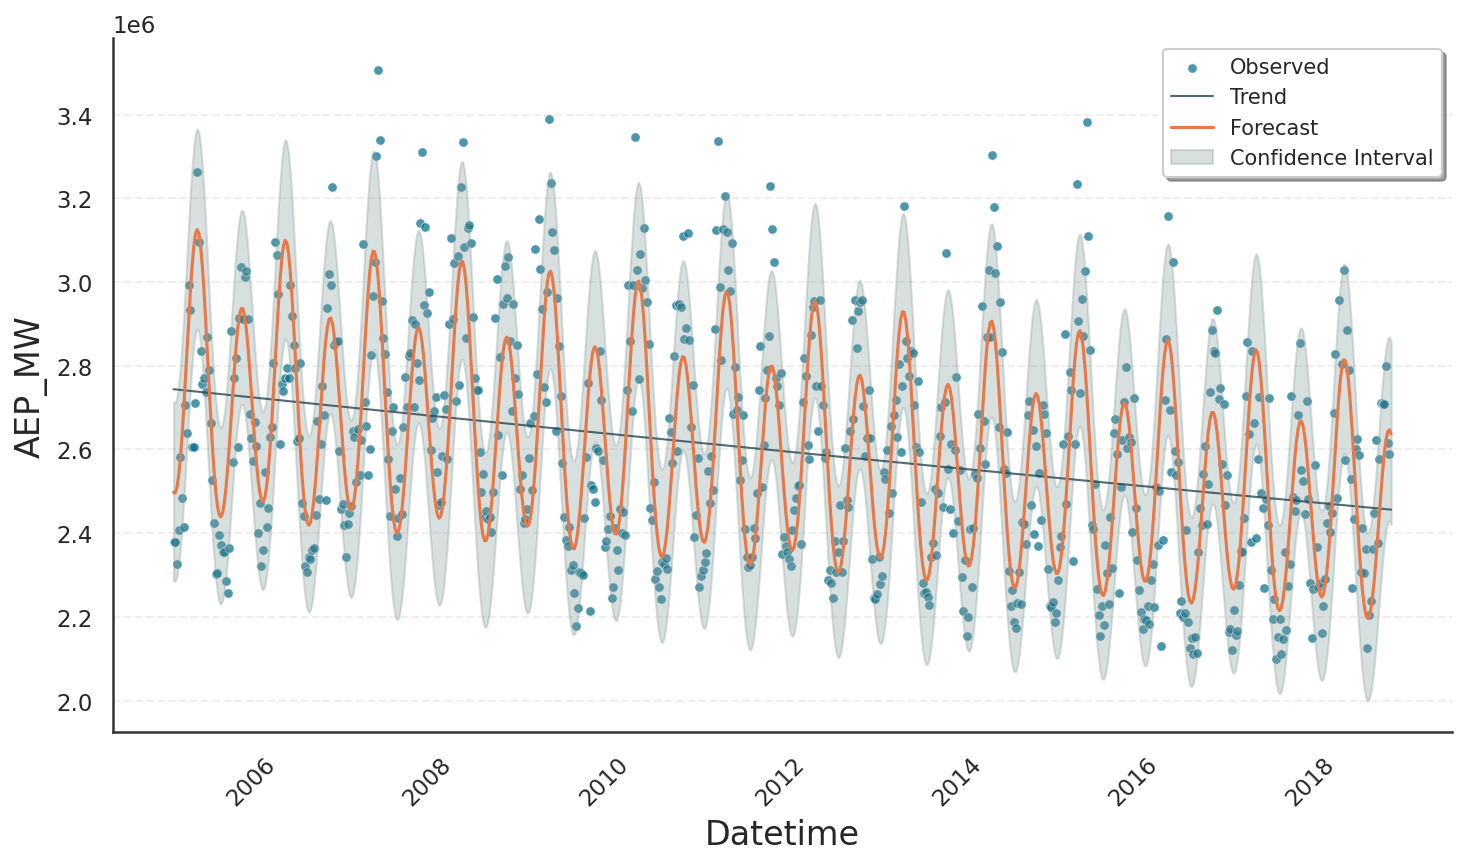 1e6
Observed
Trend
Forecast
Confidence Interval
3.4
3.2
3.0
2.8
2.6
2.4
2.2
2.0
AEP_MW
2006
2008
2010
2012
2014
2016
2018
Datetime